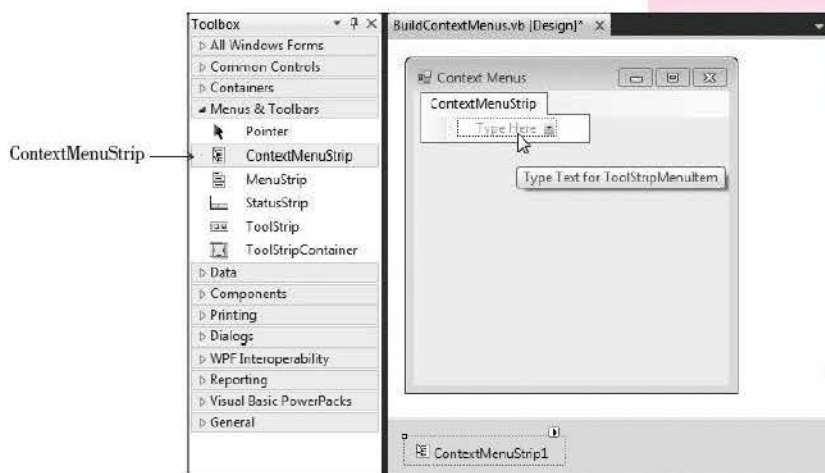 Toolbox
All Windows Forms
Common Controls
Containers
Menus & Toolbars
Pointer
ContextMenuStrip
MenuStrip
StatusStrip
ToolStrip
ToolStripContainer
Data
Components
Printing
Dialogs
WPF Interoperability
Reporting
Visual Basic PowerPacks
General
ContextMenuStrip
BuildContextMenus.vb [Design]*
Context Menus
ContextMenuStrip
Type Here
Type Text for ToolStripMenuItem
ContextMenuStrip1